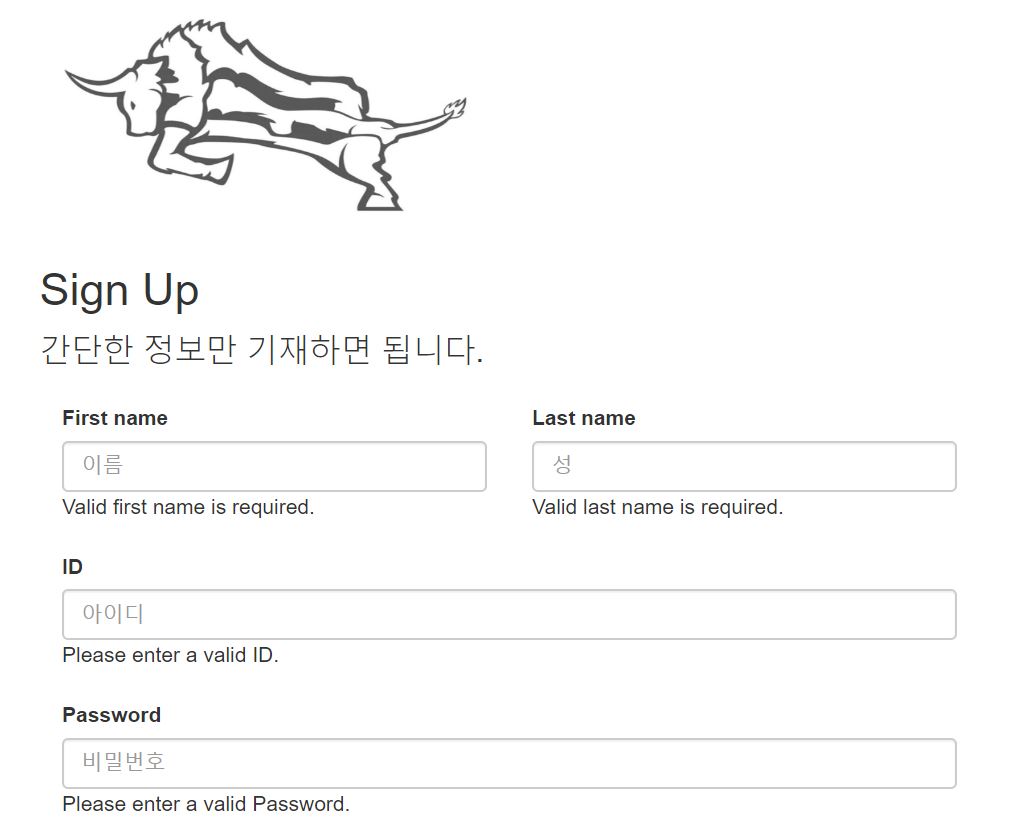 Sign Up
간단한 정보만 기재하면 됩니다.
First name
Last name
이름
성
Valid first name is required.
Valid last name is required.
ID
아이디
Please enter a valid ID.
Password
비밀번호
Please enter a valid Password.